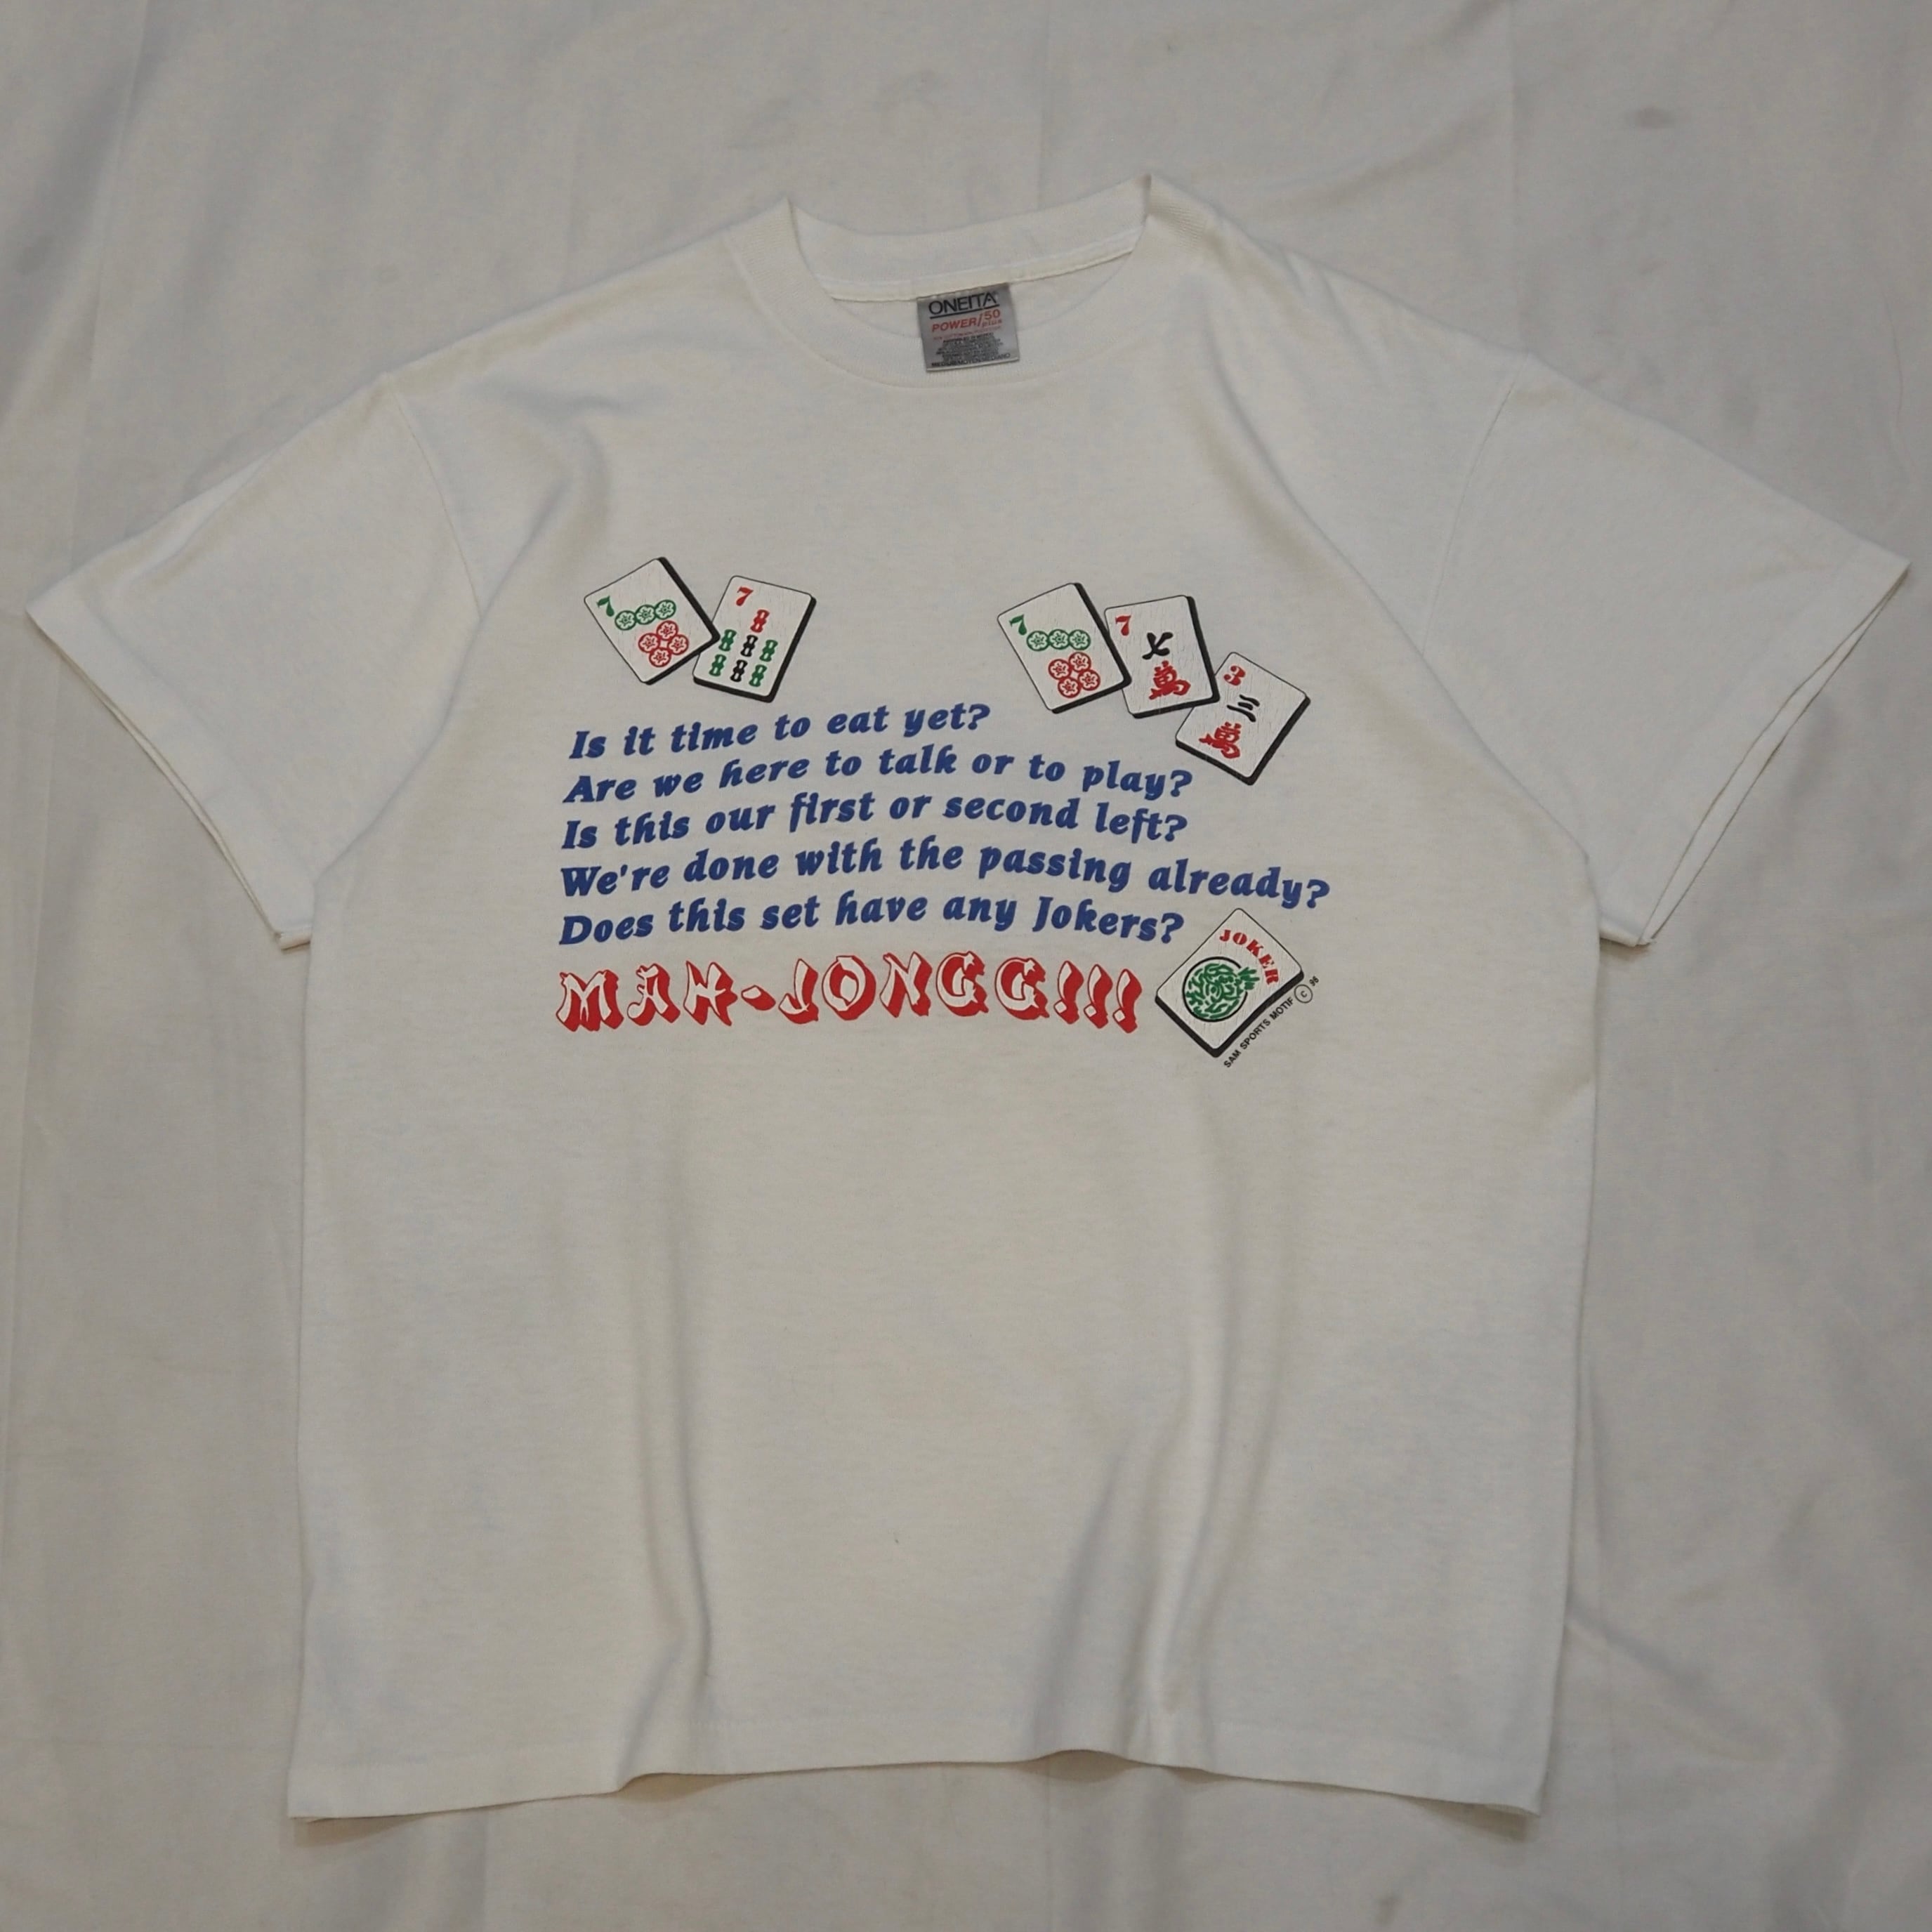 ONEITA
POWER/50
plus
7
7
7
7
七
萬
3
三
萬
Is it time to eat yet?
Are we here to talk or to play?
Is this our first or second left?
We're done with the passing already?
Does this set have any Jokers?
MAH-JONGG!!!
JOKER
SAM SPORTS MOTIF © 96